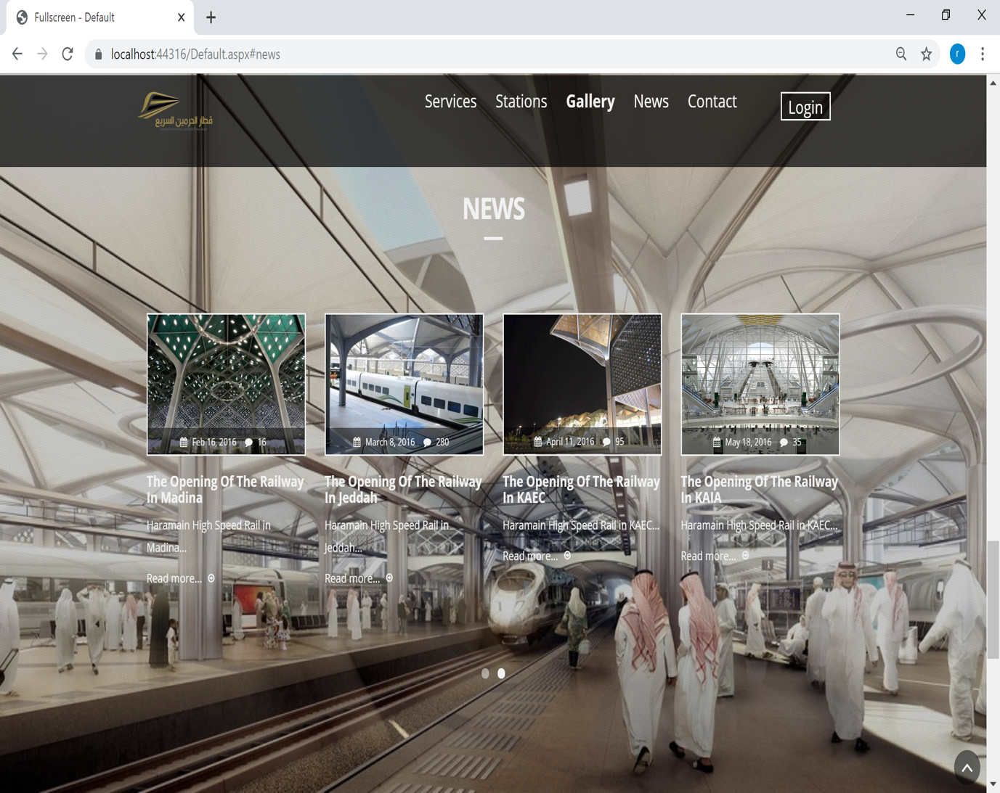 Fullscreen - Default
localhost:44316/Default.aspx#news
r
قطار الحرمين السريع
Services Stations Gallery News Contact Login
NEWS
Feb 16, 2016 16
March 8, 2016 280
April 11, 2016 95
May 18, 2016 35
The Opening Of The Railway
In Madina
Haramain High Speed Rail in
Madina...
Read more...
The Opening Of The Railway
In Jeddah
Haramain High Speed Rail in
Jeddah...
Read more...
The Opening Of The Railway
In KAEC
Haramain High Speed Rail in KAEC...
Read more...
The Opening Of The Railway
In KAIA
Haramain High Speed Rail in KAEC...
Read more...